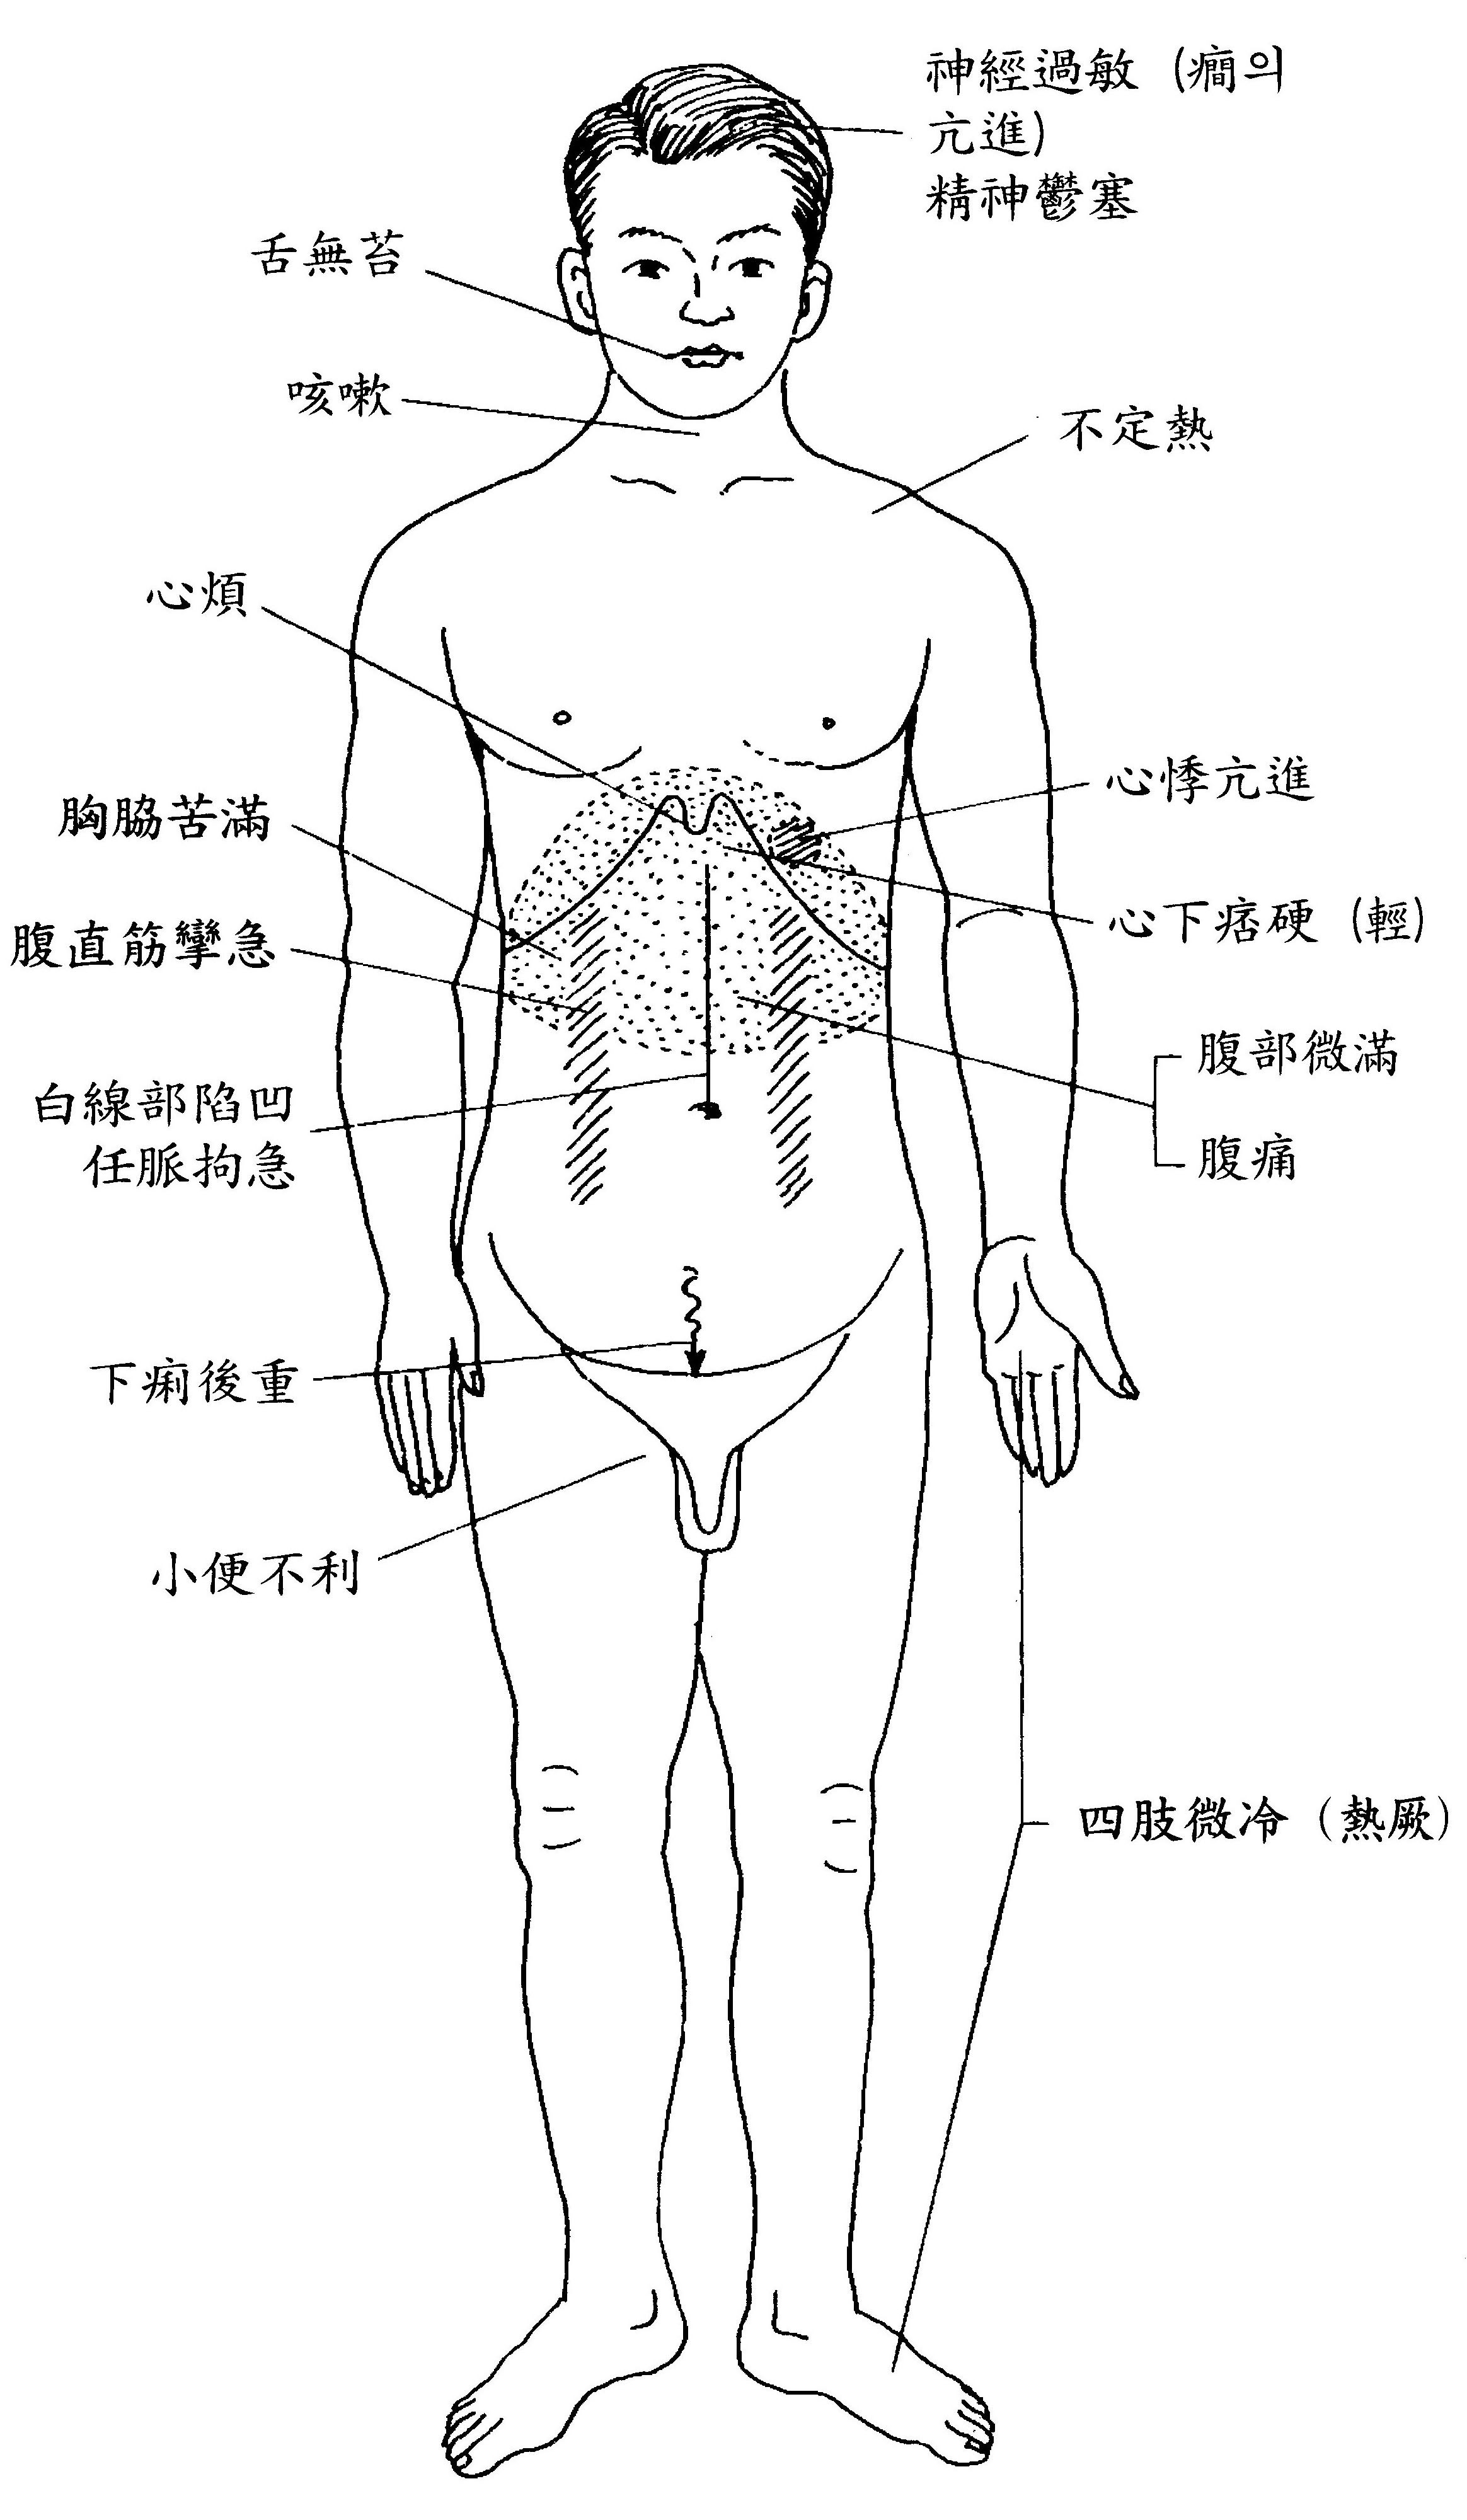 神經過敏 (癎의
亢進)
精神鬱塞
舌無苔
咳嗽
不定熱
心煩
心悸亢進
胸脇苦滿
心下痞硬 (輕)
腹直筋攣急
腹部微滿
白線部陷凹
任脈拘急
腹痛
下痢後重
小便不利
四肢微冷 (熱厥)